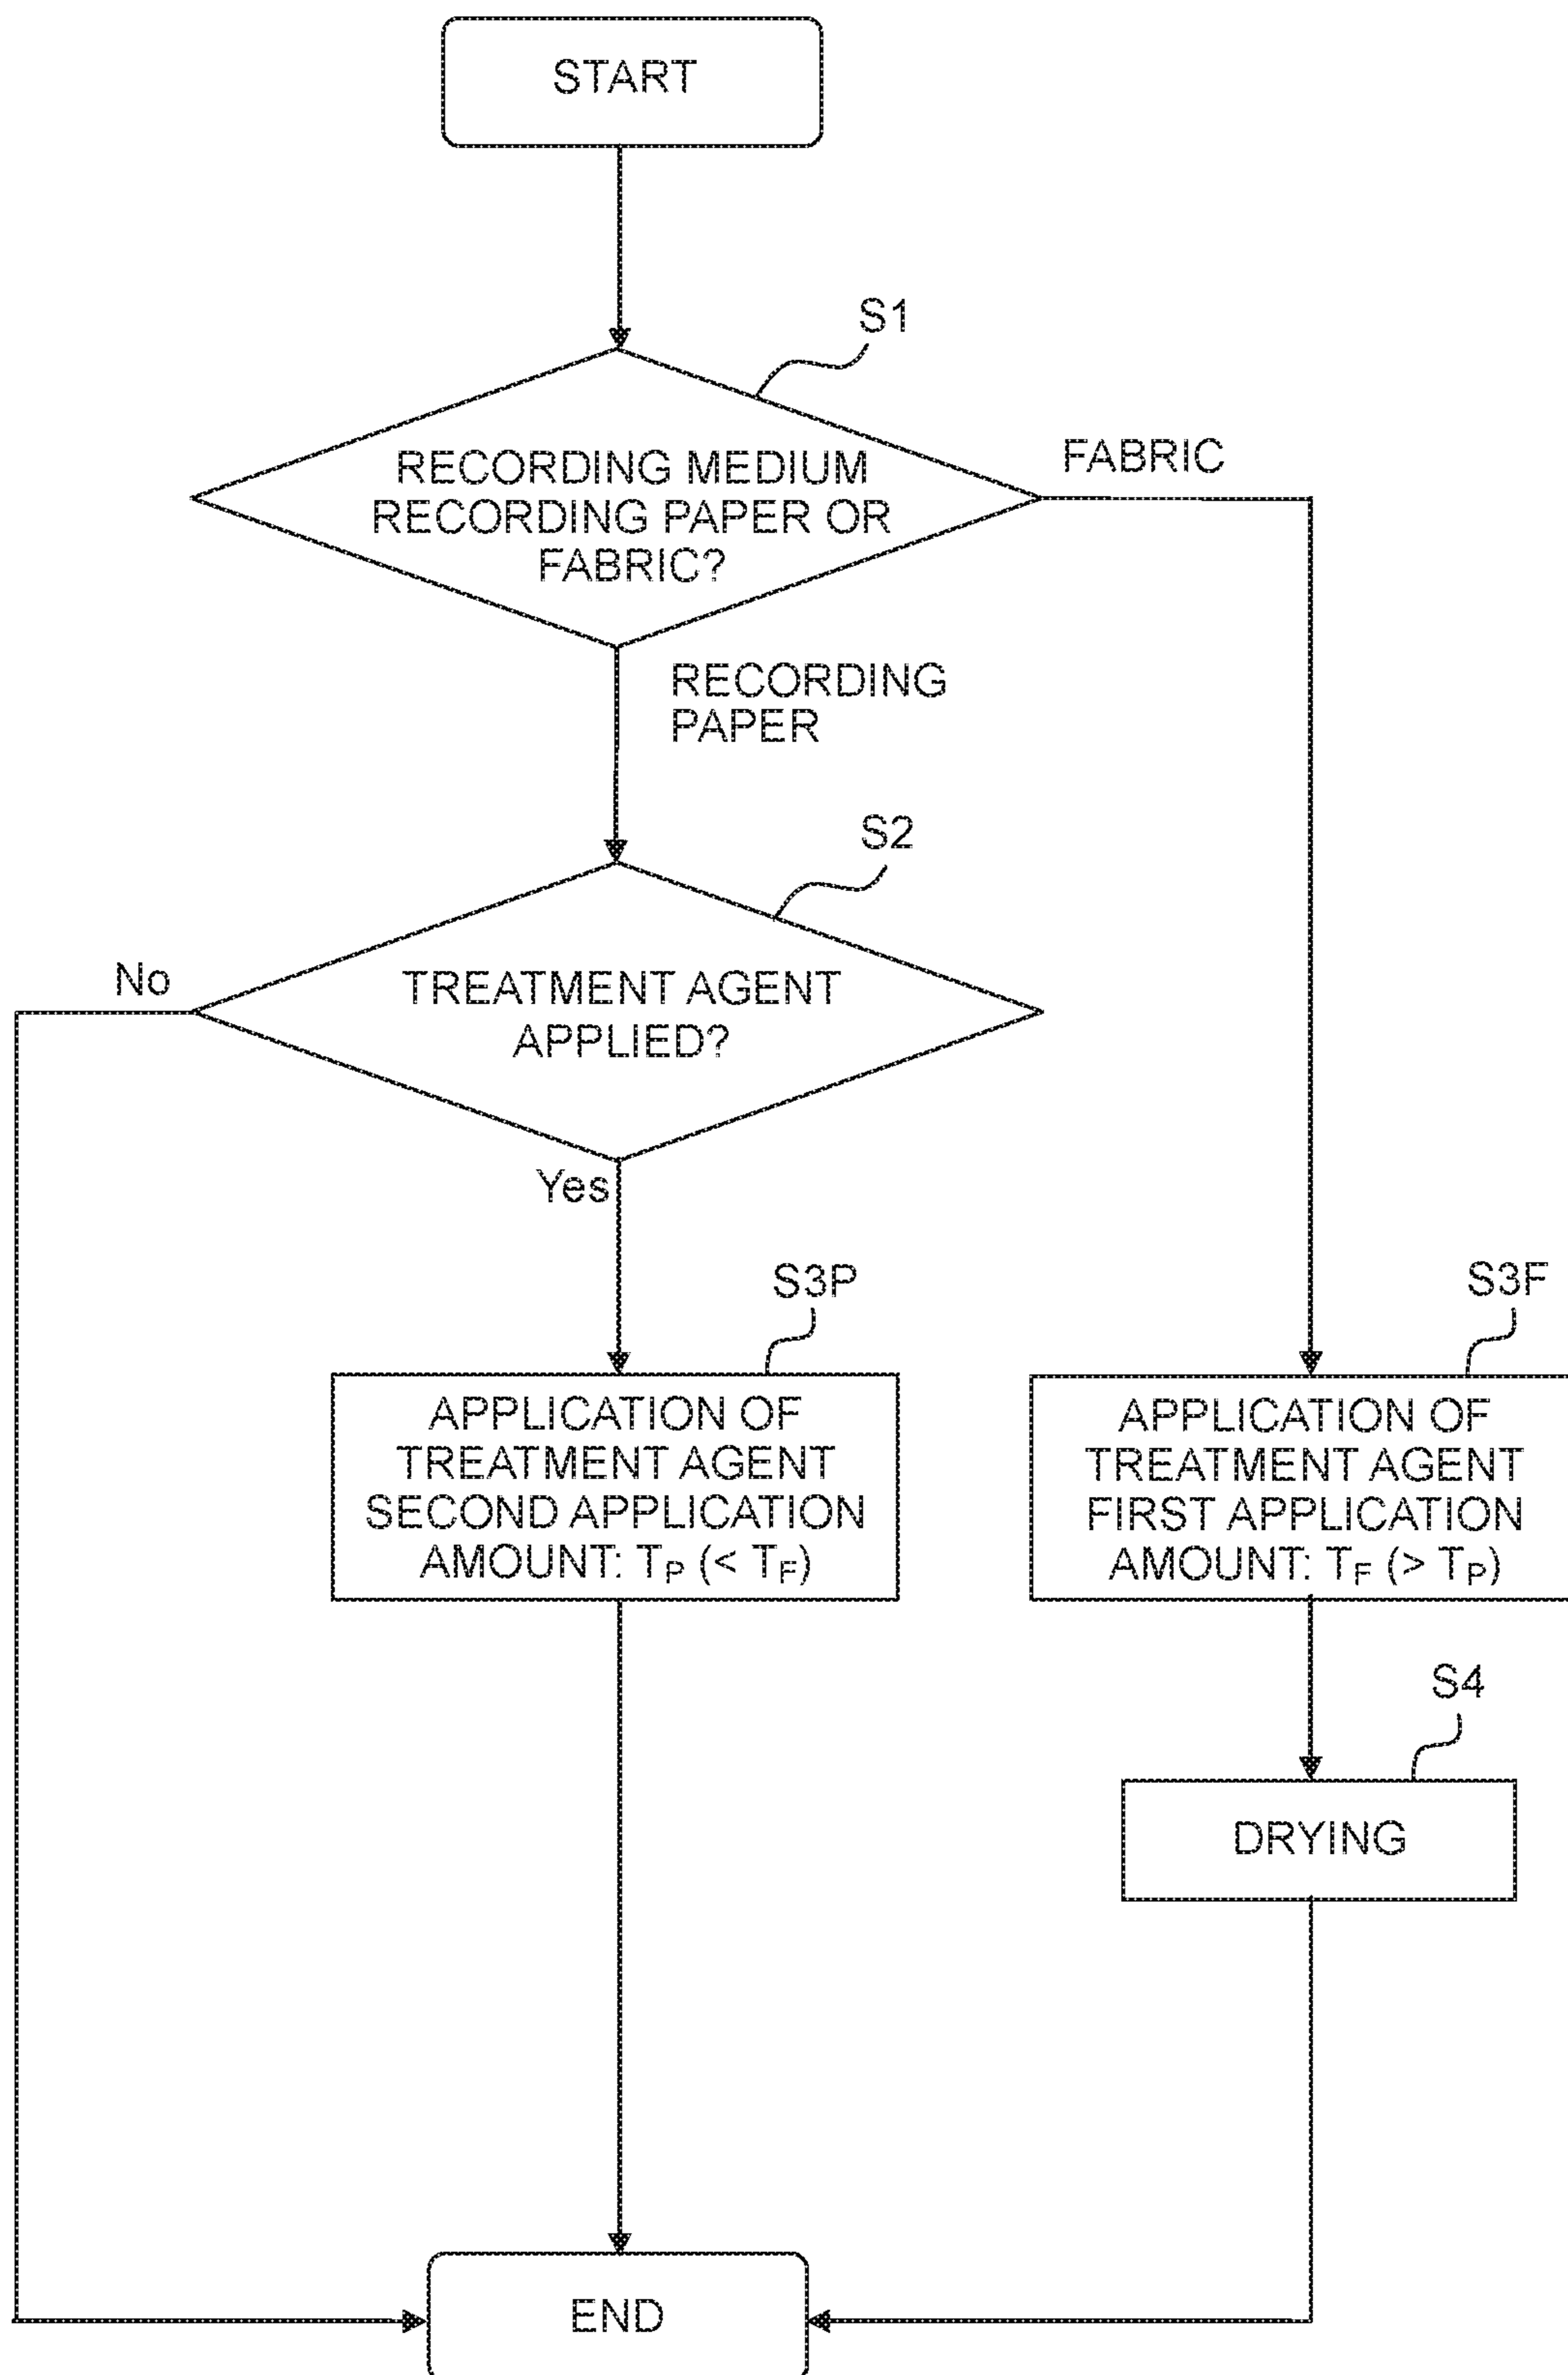 START
S1
RECORDING MEDIUM
RECORDING PAPER OR
FABRIC?
FABRIC
RECORDING
PAPER
S2
TREATMENT AGENT
APPLIED?
No
Yes
S3P
APPLICATION OF
TREATMENT AGENT
SECOND APPLICATION
AMOUNT: TP (< TF)
S3F
APPLICATION OF
TREATMENT AGENT
FIRST APPLICATION
AMOUNT: TF (> TP)
S4
DRYING
END